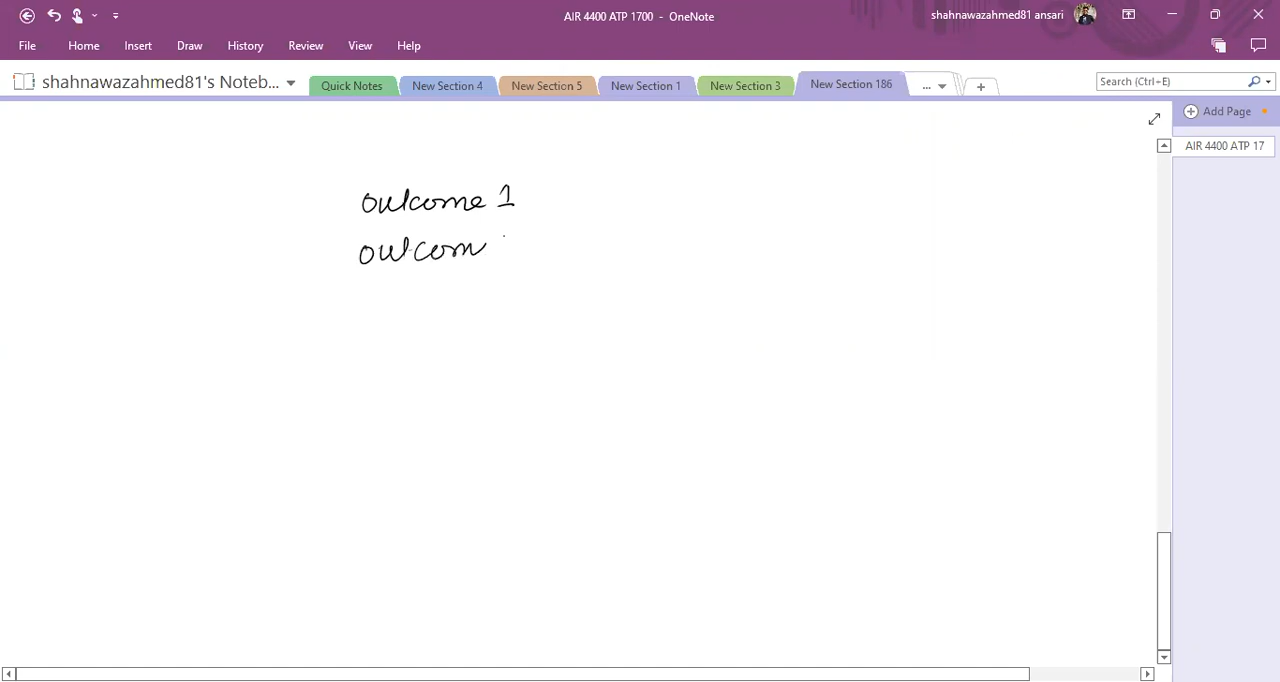 AIR 4400 ATP 1700 - OneNote
shahnawazahmed81 ansari
File Home Insert Draw History Review View Help
shahnawazahmed81's Noteb... Quick Notes New Section 4 New Section 5 New Section 1 New Section 3 New Section 186 ... Search (Ctrl+E)
Add Page
AIR 4400 ATP 17
outcome 1
outcom